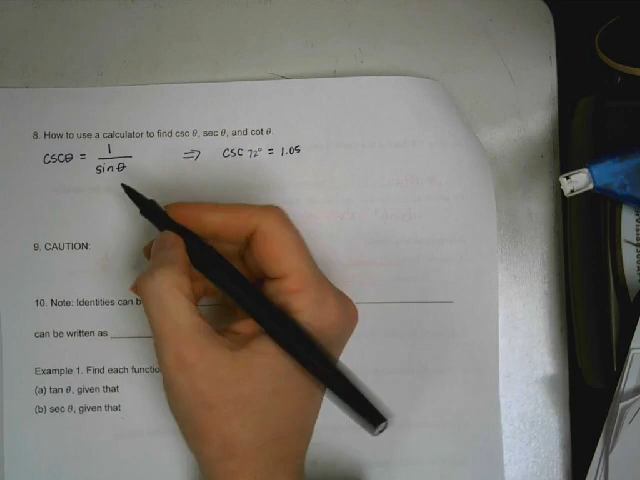 8. How to use a calculator to find csc θ, sec θ, and cot θ.
cscθ = 1/sinθ ⇒ csc 72° = 1.05
9. CAUTION:
10. Note: Identities can b
can be written as
Example 1. Find each functio
(a) tan θ, given that
(b) sec θ, given that